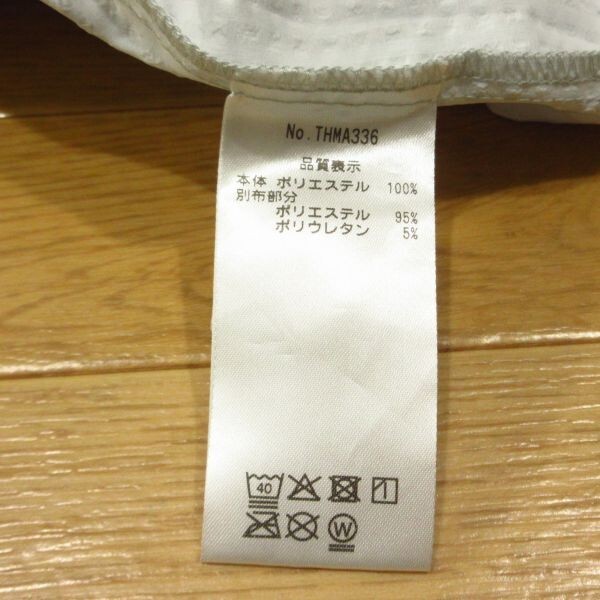 No.THMA336
品質表示
本体 ポリエステル 100%
別布部分
ポリエステル 95%
ポリウレタン 5%
40
W